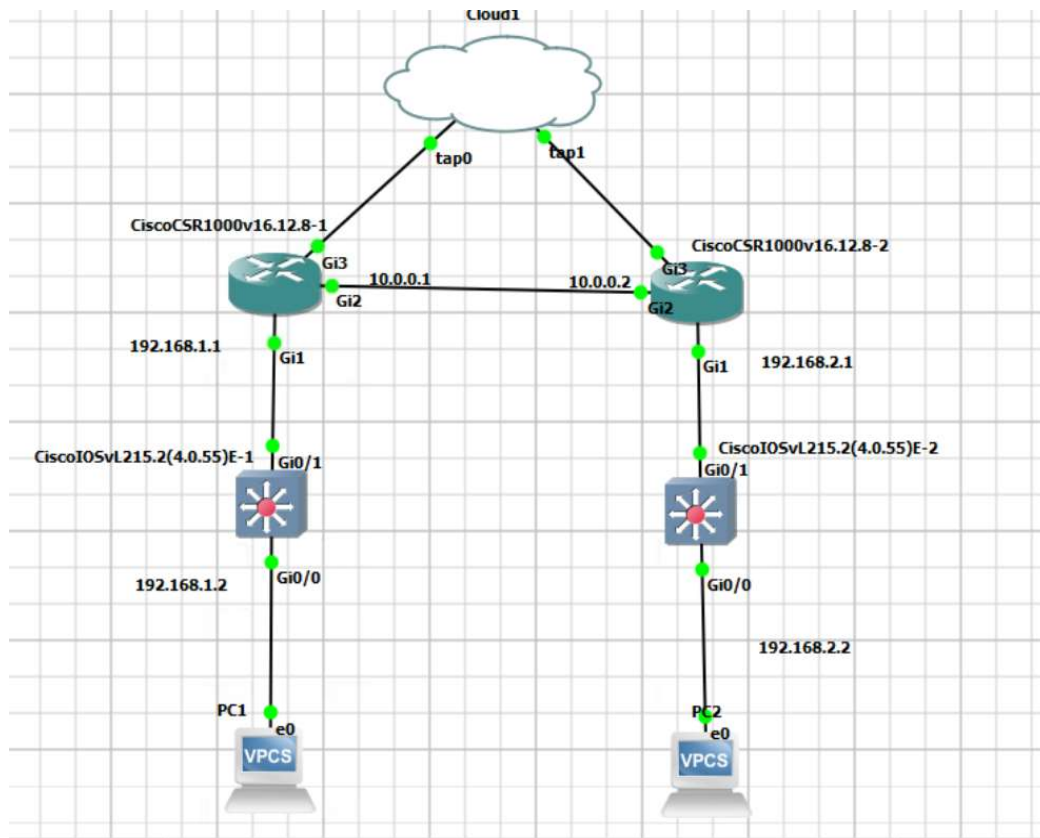 Cloud1
tap0
tap1
CiscoCSR1000v16.12.8-1
CiscoCSR1000v16.12.8-2
Gi3
Gi3
10.0.0.1
10.0.0.2
Gi2
Gi2
192.168.1.1
Gi1
Gi1
192.168.2.1
CiscoIOSvL215.2(4.0.55)E-1
Gi0/1
CiscoIOSvL215.2(4.0.55)E-2
Gi0/1
192.168.1.2
Gi0/0
Gi0/0
192.168.2.2
PC1
e0
PC2
e0
VPCS
VPCS